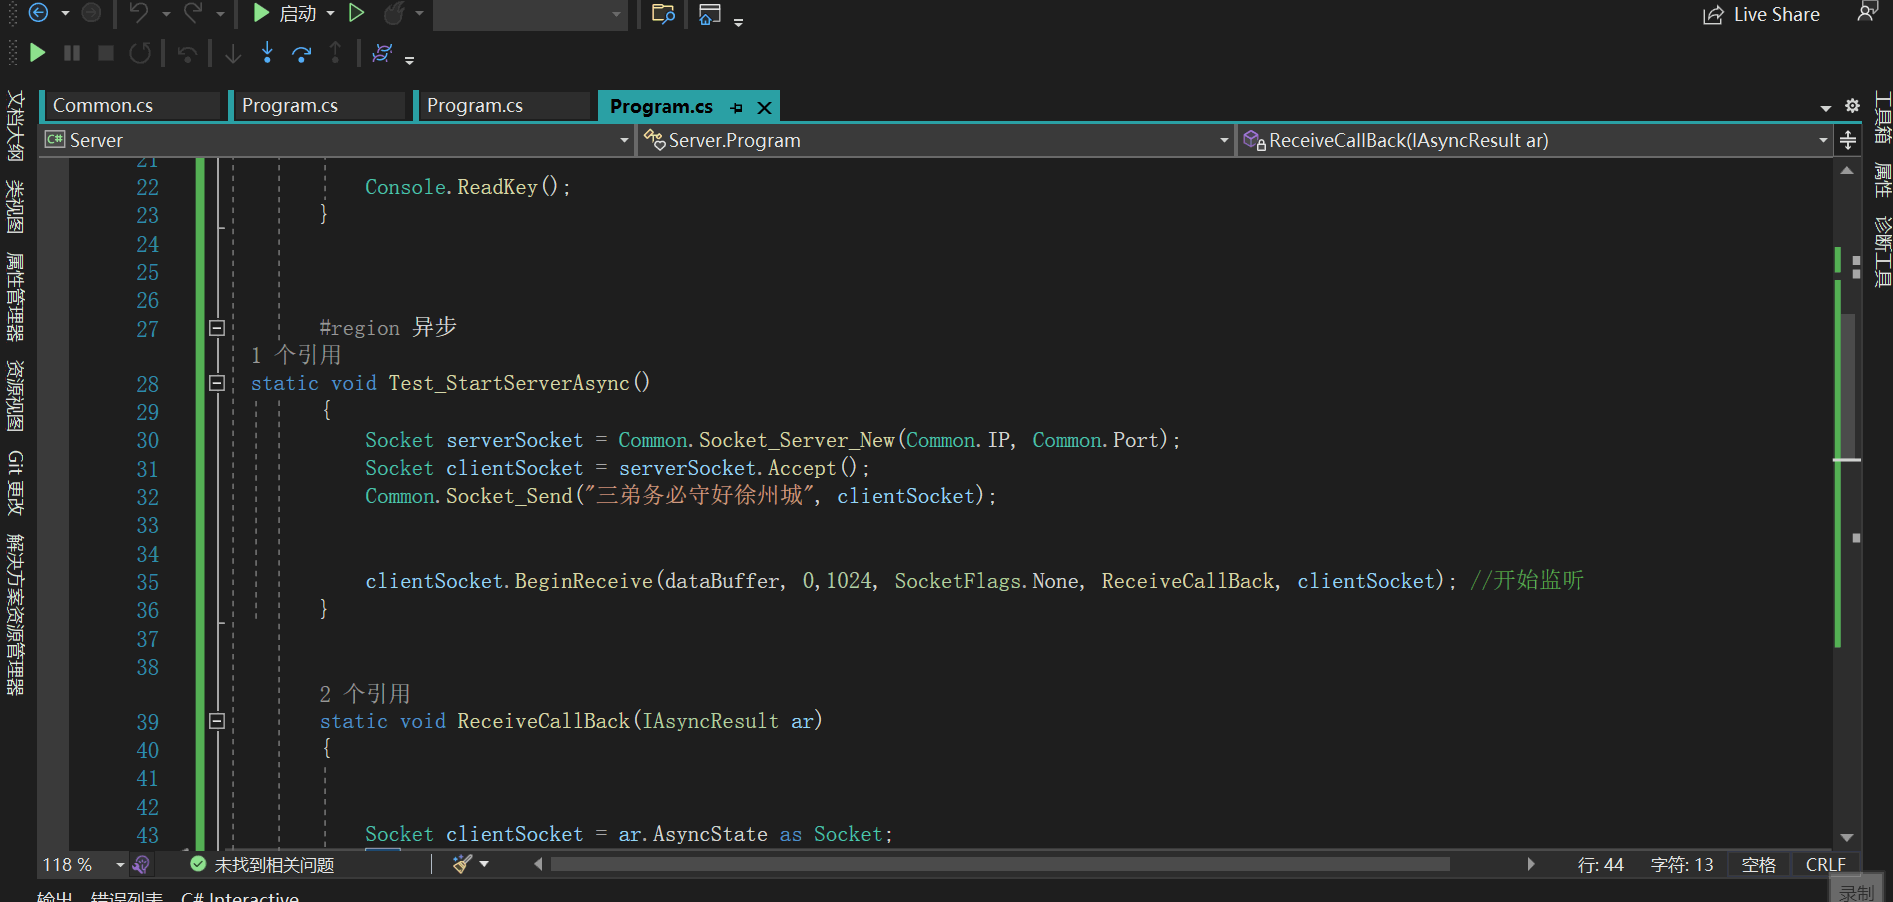 启动
Live Share
Common.cs
Program.cs
Program.cs
Program.cs
Server
Server.Program
ReceiveCallBack(IAsyncResult ar)
文档大纲
类视图
属性管理器
资源视图
Git 更改
解决方案资源管理器
工具箱
属性
诊断工具
21
22 Console.ReadKey();
23 }
24
25
26
27 #region 异步
1 个引用
28 static void Test_StartServerAsync()
29 {
30 Socket serverSocket = Common.Socket_Server_New(Common.IP, Common.Port);
31 Socket clientSocket = serverSocket.Accept();
32 Common.Socket_Send("三弟务必守好徐州城", clientSocket);
33
34
35 clientSocket.BeginReceive(dataBuffer, 0,1024, SocketFlags.None, ReceiveCallBack, clientSocket); //开始监听
36 }
37
38
2 个引用
39 static void ReceiveCallBack(IAsyncResult ar)
40 {
41
42
43 Socket clientSocket = ar.AsyncState as Socket;
118 %
未找到相关问题
行: 44
字符: 13
空格
CRLF
输出
错误列表
C# Interactive
录制